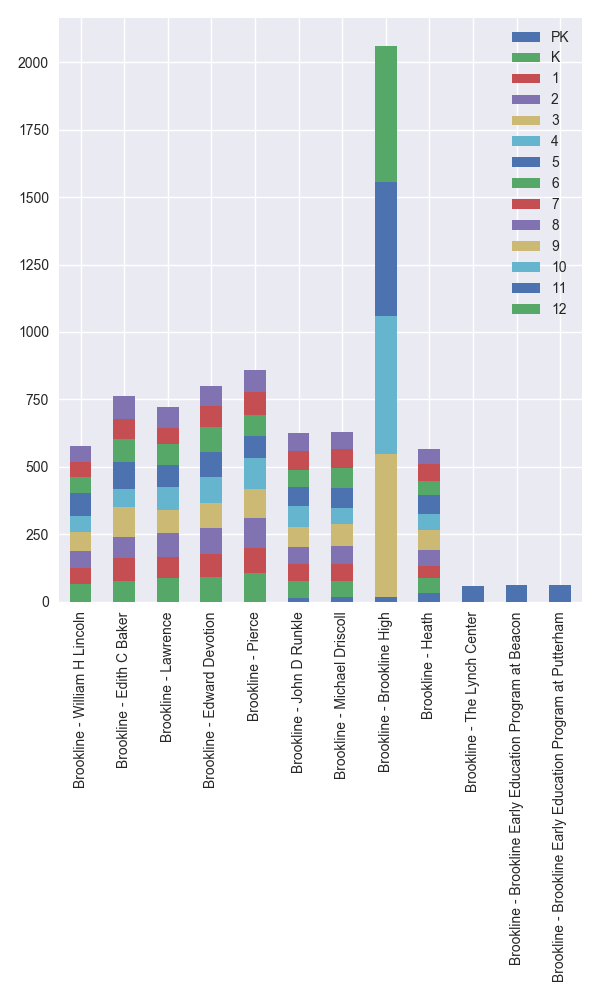 2000
1750
1500
1250
1000
750
500
250
0
PK
K
1
2
3
4
5
6
7
8
9
10
11
12
Brookline - William H Lincoln
Brookline - Edith C Baker
Brookline - Lawrence
Brookline - Edward Devotion
Brookline - Pierce
Brookline - John D Runkle
Brookline - Michael Driscoll
Brookline - Brookline High
Brookline - Heath
Brookline - The Lynch Center
Brookline - Brookline Early Education Program at Beacon
Brookline - Brookline Early Education Program at Putterham